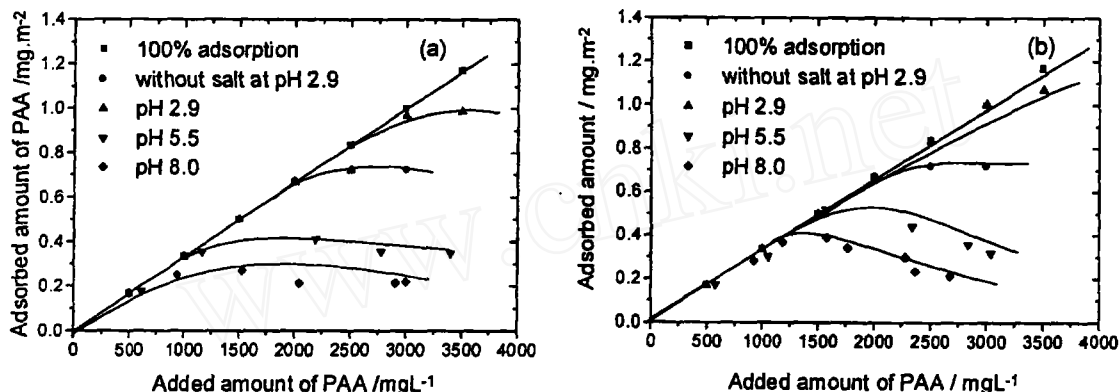 (a)
Adsorbed amount of PAA /mg.m-2
1.4
1.2
1.0
0.8
0.6
0.4
0.2
0.0
100% adsorption
without salt at pH 2.9
pH 2.9
pH 5.5
pH 8.0
0 500 1000 1500 2000 2500 3000 3500 4000
Added amount of PAA /mgL-1
(b)
Adsorbed amount / mg.m-2
1.4
1.2
1.0
0.8
0.6
0.4
0.2
0.0
100% adsorption
without salt at pH 2.9
pH 2.9
pH 5.5
pH 8.0
0 500 1000 1500 2000 2500 3000 3500 4000
Added amount of PAA /mgL-1
www.cnki.net